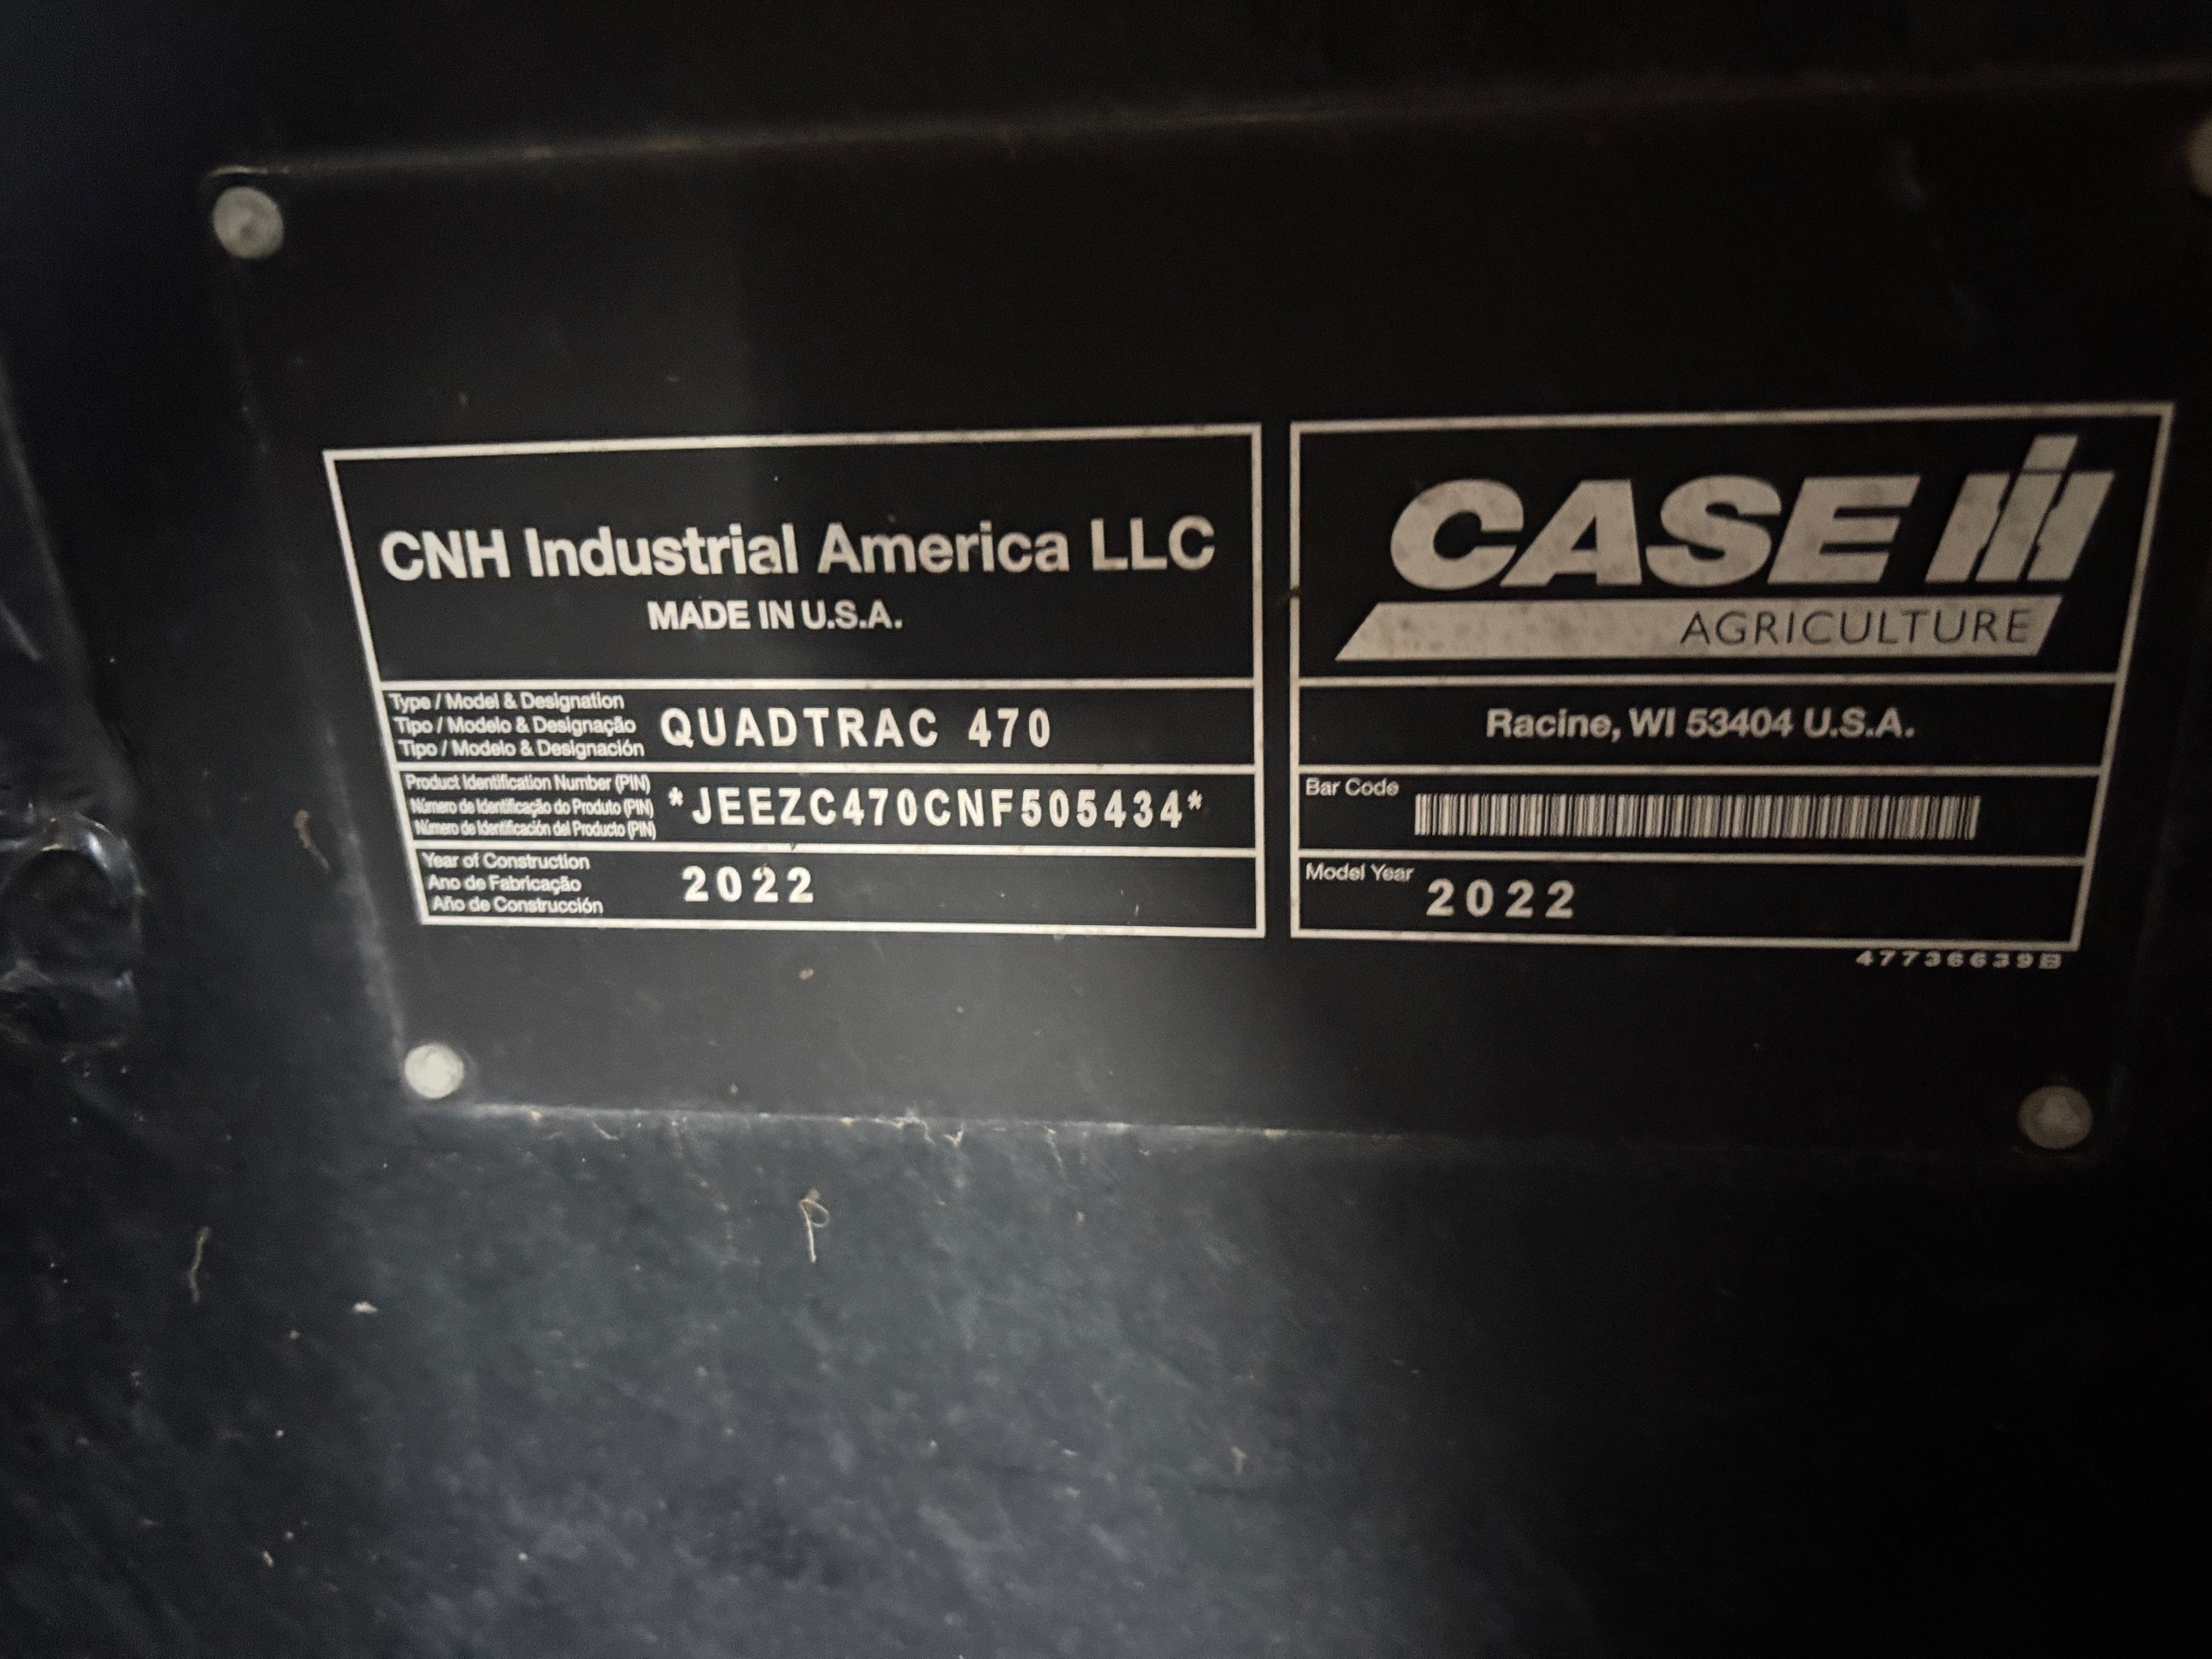 CNH Industrial America LLC
MADE IN U.S.A.
Type / Model & Designation
Tipo / Modelo & Designação
Tipo / Modelo & Designación
QUADTRAC 470
Product Identification Number (PIN)
Número de Identificação do Produto (PIN)
Número de Identificación del Producto (PIN)
*JEEZC470CNF505434*
Year of Construction
Ano de Fabricação
Año de Construcción
2022
CASE IH
AGRICULTURE
Racine, WI 53404 U.S.A.
Bar Code
Model Year
2022
47736639B